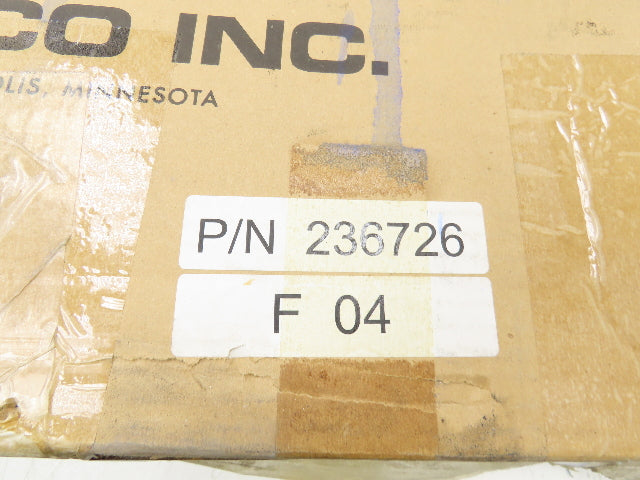 CO INC.
OLIS, MINNESOTA
P/N 236726
F 04